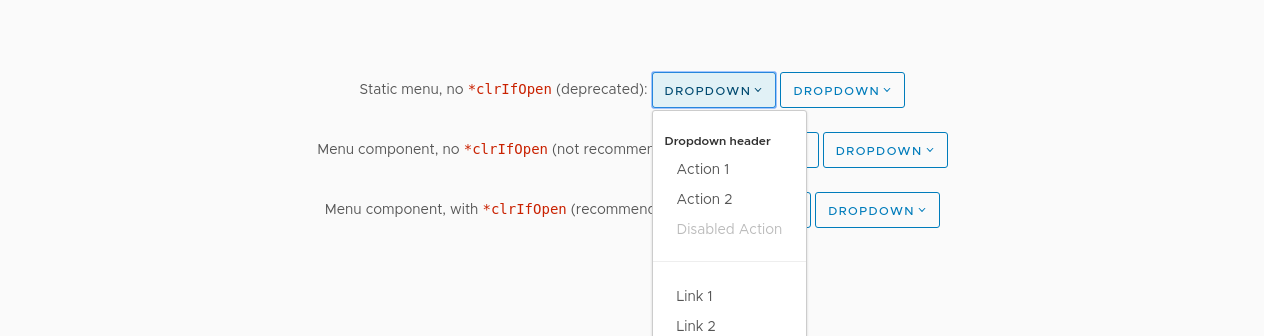 Static menu, no *clrIfOpen (deprecated): DROPDOWN DROPDOWN
Dropdown header
Menu component, no *clrIfOpen (not recommen DROPDOWN
Action 1
Action 2
Menu component, with *clrIfOpen (recommend DROPDOWN
Disabled Action
Link 1
Link 2